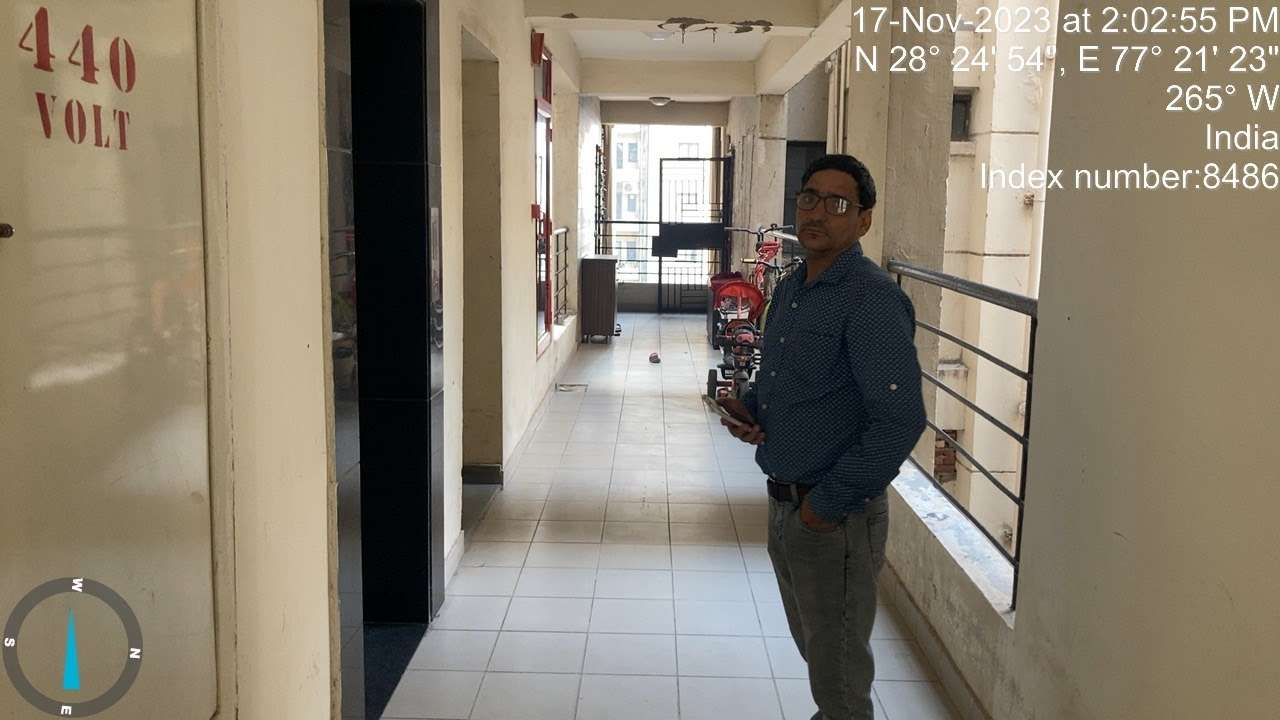 440
VOLT
17-Nov-2023 at 2:02:55 PM
N 28° 24' 54", E 77° 21' 23"
265° W
India
Index number:8486
W
S
N
E